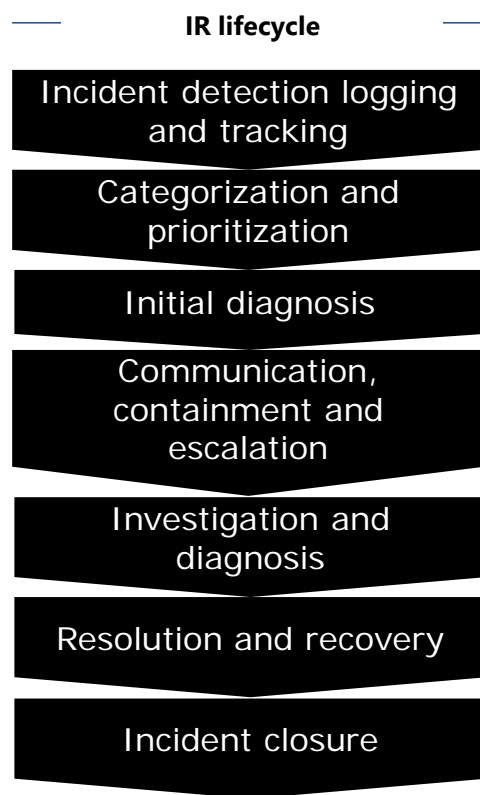 IR lifecycle
Incident detection logging
and tracking
Categorization and
prioritization
Initial diagnosis
Communication,
containment and
escalation
Investigation and
diagnosis
Resolution and recovery
Incident closure